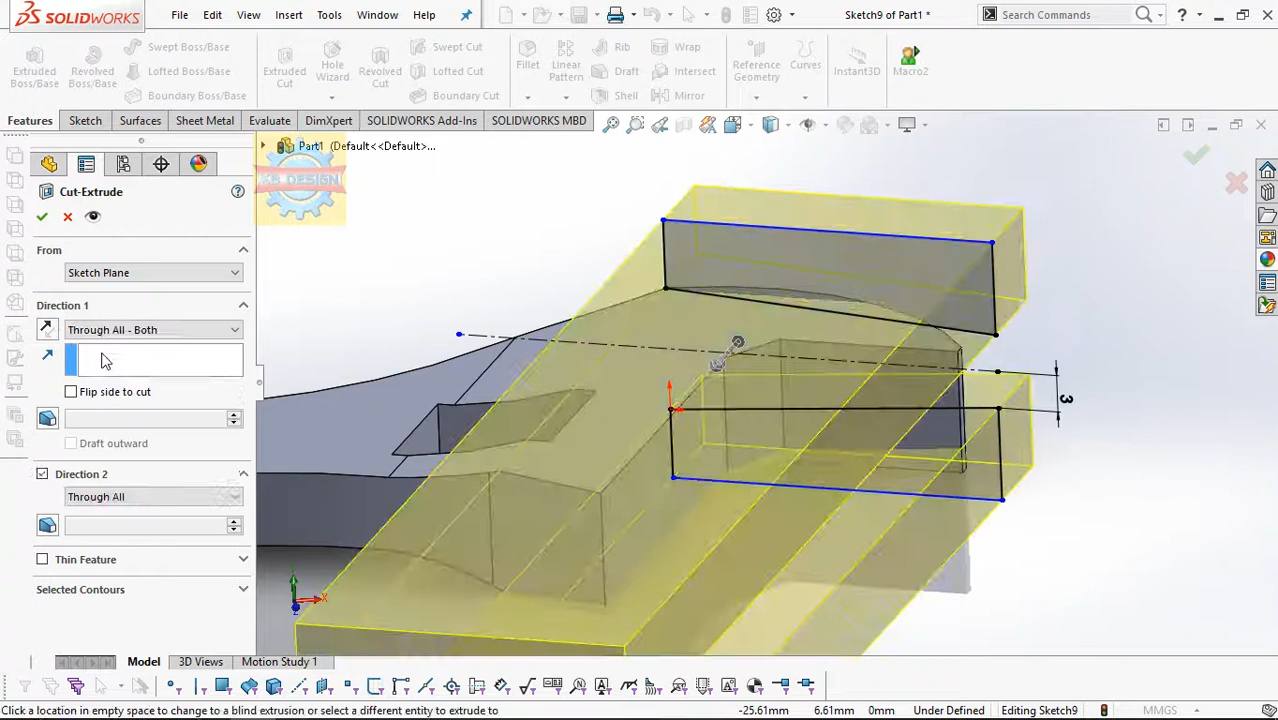 SOLIDWORKS File Edit View Insert Tools Window Help Sketch9 of Part1 * Search Commands ?
Extruded Boss/Base Revolved Boss/Base Swept Boss/Base Lofted Boss/Base Boundary Boss/Base Extruded Cut Hole Wizard Revolved Cut Swept Cut Lofted Cut Boundary Cut Fillet Linear Pattern Rib Draft Shell Wrap Intersect Mirror Reference Geometry Curves Instant3D Macro2
Features Sketch Surfaces Sheet Metal Evaluate DimXpert SOLIDWORKS Add-Ins SOLIDWORKS MBD
Part1 (Default<<Default>...
KB DESIGN
Cut-Extrude
From
Sketch Plane
Direction 1
Through All - Both
Flip side to cut
Draft outward
Direction 2
Through All
Thin Feature
Selected Contours
3
X
Z
Model 3D Views Motion Study 1
Click a location in empty space to change to a blind extrusion or select a different entity to extrude to -25.61mm 6.61mm 0mm Under Defined Editing Sketch9 MMGS